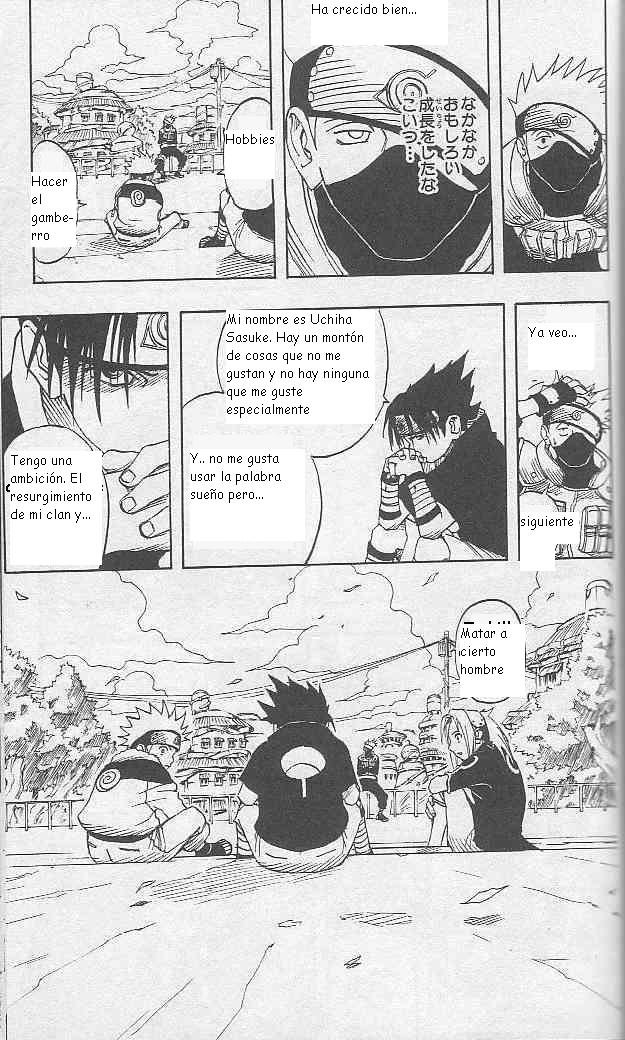 Ha crecido bien...
なかなか
おもしろい
成長をしたな
こいつ…
Hobbies
Hacer
el
gambe-
rro
Ya veo...
siguiente
Mi nombre es Uchiha
Sasuke. Hay un montón
de cosas que no me
gustan y no hay ninguna
que me guste
especialmente
Y.. no me gusta
usar la palabra
sueño pero...
Tengo una
ambición. El
resurgimiento
de mi clan y...
Matar a
cierto
hombre